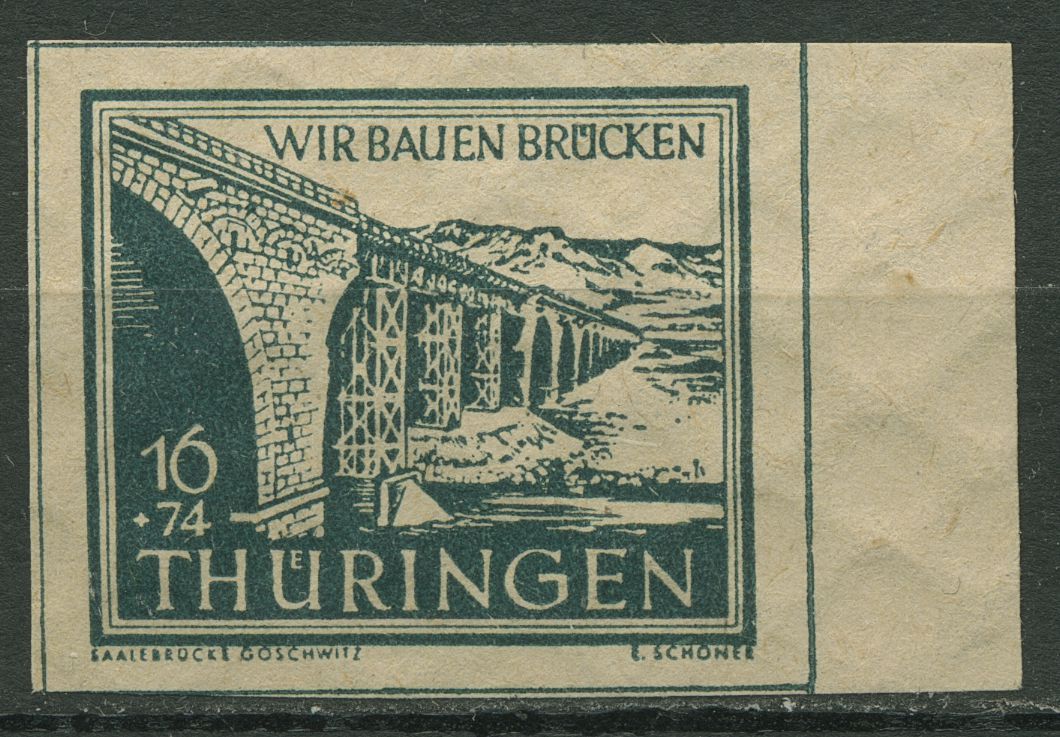 WIR BAUEN BRÜCKEN
16
+74
THÜRINGEN
SAALEBRÜCKE GÖSCHWITZ
E. SCHÖNER